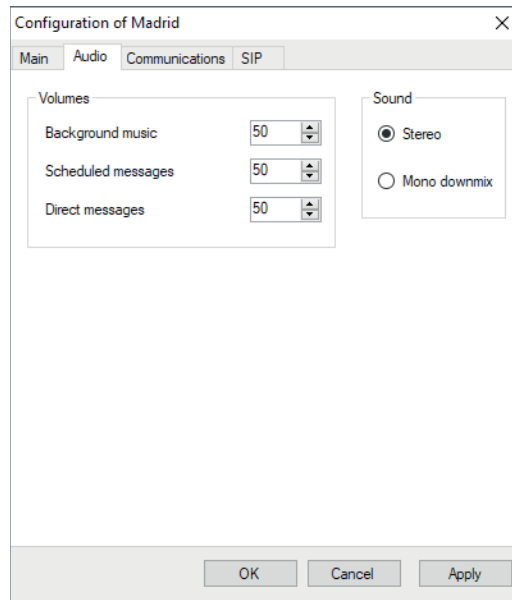 Configuration of Madrid
Main Audio Communications SIP
Volumes
Background music 50
Scheduled messages 50
Direct messages 50
Sound
Stereo
Mono downmix
OK Cancel Apply